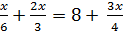 x/6 + 2x/3 = 8 + 3x/4